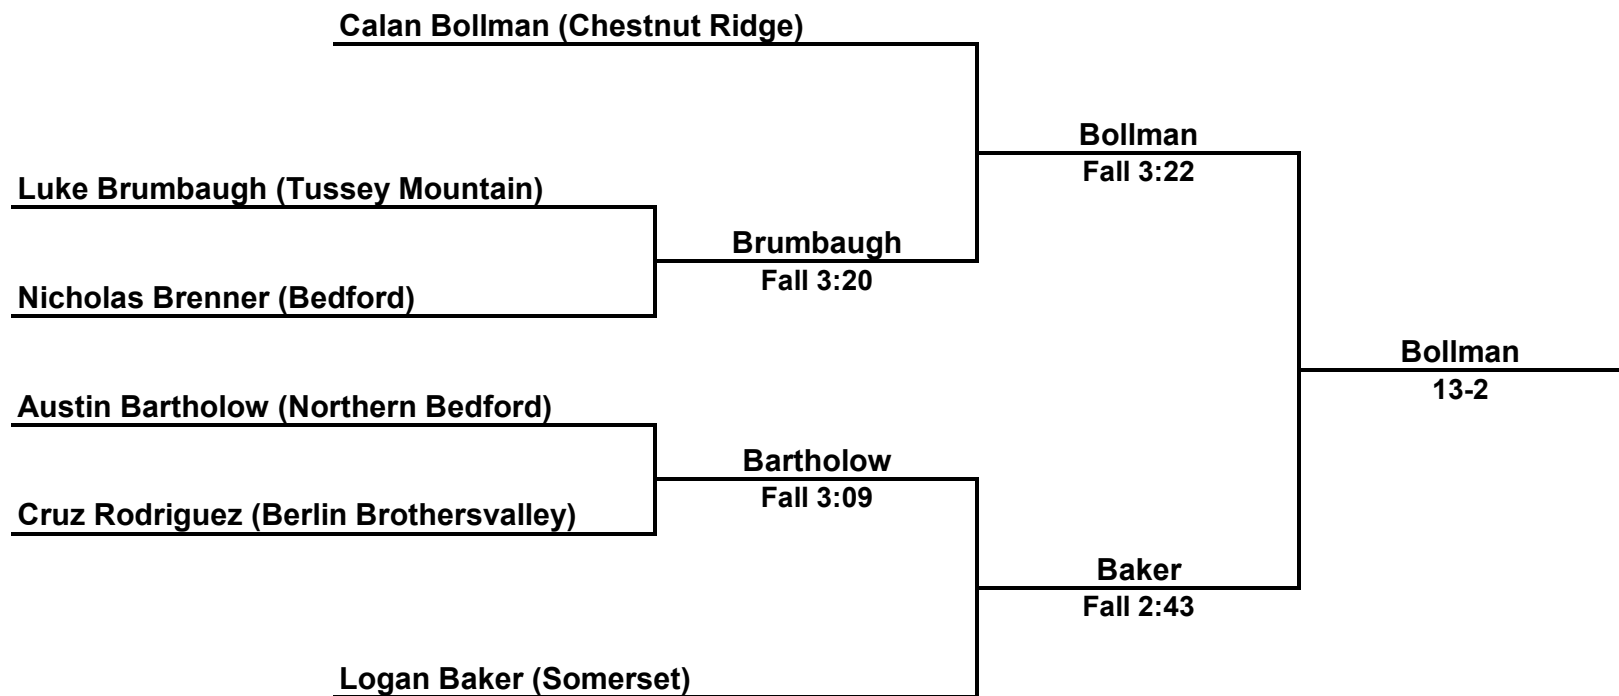 Calan Bollman (Chestnut Ridge)
Bollman
Fall 3:22
Luke Brumbaugh (Tussey Mountain)
Brumbaugh
Fall 3:20
Nicholas Brenner (Bedford)
Bollman
13-2
Austin Bartholow (Northern Bedford)
Bartholow
Fall 3:09
Cruz Rodriguez (Berlin Brothersvalley)
Baker
Fall 2:43
Logan Baker (Somerset)